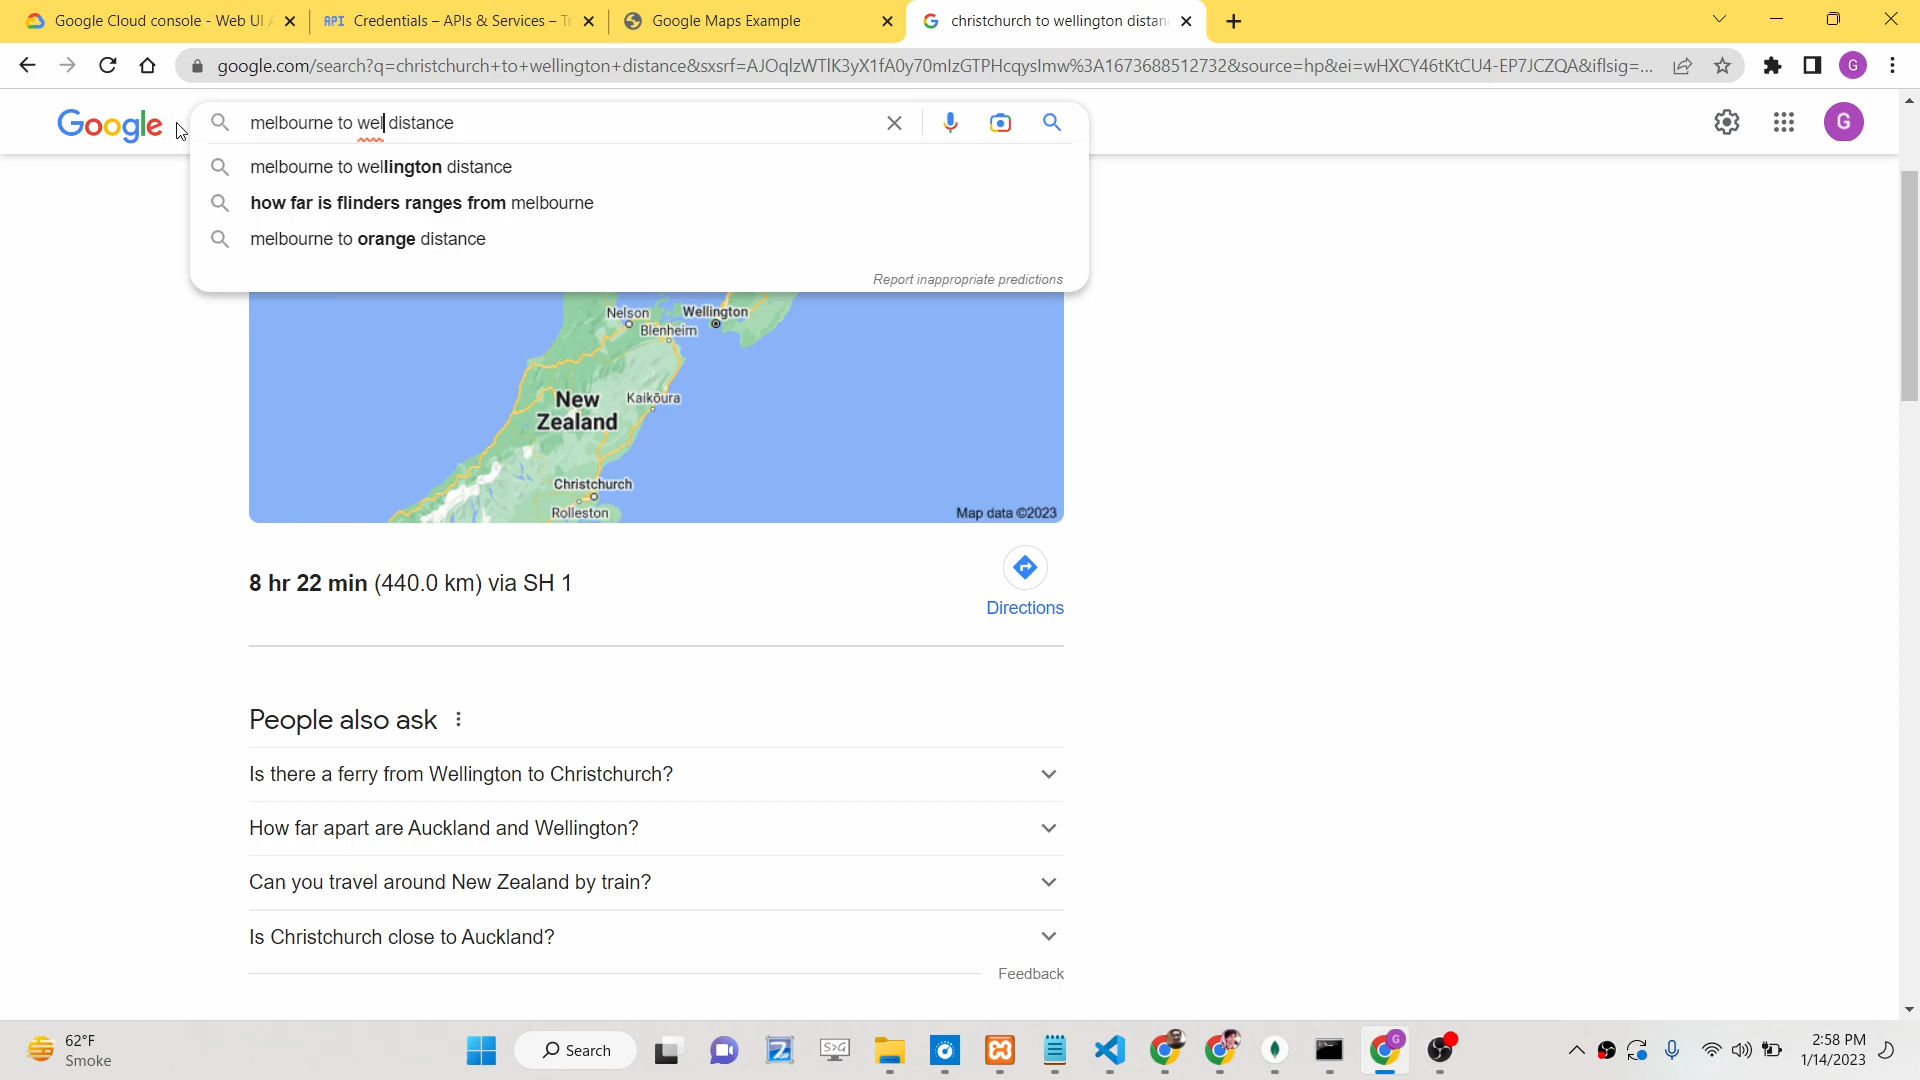 Google Cloud console - Web UI A
Credentials – APIs & Services – Tr
Google Maps Example
christchurch to wellington distan
google.com/search?q=christchurch+to+wellington+distance&sxsrf=AJOqlzWTlK3yX1fA0y70mIzGTPHcqysImw%3A1673688512732&source=hp&ei=wHXCY46tKtCU4-EP7JCZQA&iflsig=...
G
Google
melbourne to wel distance
G
melbourne to wellington distance
how far is flinders ranges from melbourne
melbourne to orange distance
Report inappropriate predictions
Nelson
Wellington
Blenheim
New
Zealand
Kaikōura
Christchurch
Rolleston
Map data ©2023
8 hr 22 min (440.0 km) via SH 1
Directions
People also ask
Is there a ferry from Wellington to Christchurch?
How far apart are Auckland and Wellington?
Can you travel around New Zealand by train?
Is Christchurch close to Auckland?
Feedback
62°F
Smoke
Search
2:58 PM
1/14/2023